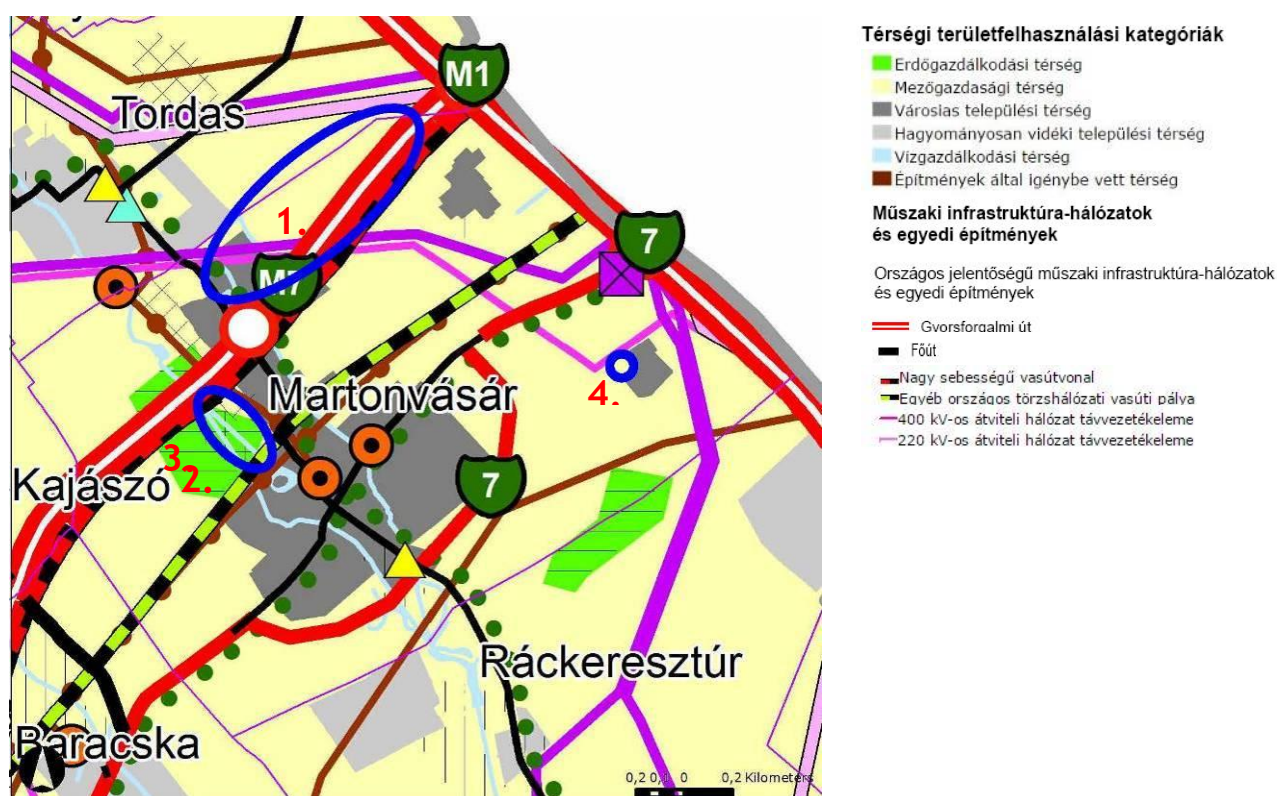 M1
Tordas
1.
7
M7
Martonvásár
4.
3.
Kajászó
2.
7
Ráckeresztúr
Baracska
0,2 0,1 0 0,2 Kilometers
Térségi területfelhasználási kategóriák
Erdőgazdálkodási térség
Mezőgazdasági térség
Városias települési térség
Hagyományosan vidéki települési térség
Vízgazdálkodási térség
Építmények által igénybe vett térség
Műszaki infrastruktúra-hálózatok
és egyedi építmények
Országos jelentőségű műszaki infrastruktúra-hálózatok
és egyedi építmények
Gyorsforgalmi út
Főút
Nagy sebességű vasútvonal
Egyéb országos törzshálózati vasúti pálya
400 kV-os átviteli hálózat távvezetékeleme
220 kV-os átviteli hálózat távvezetékeleme